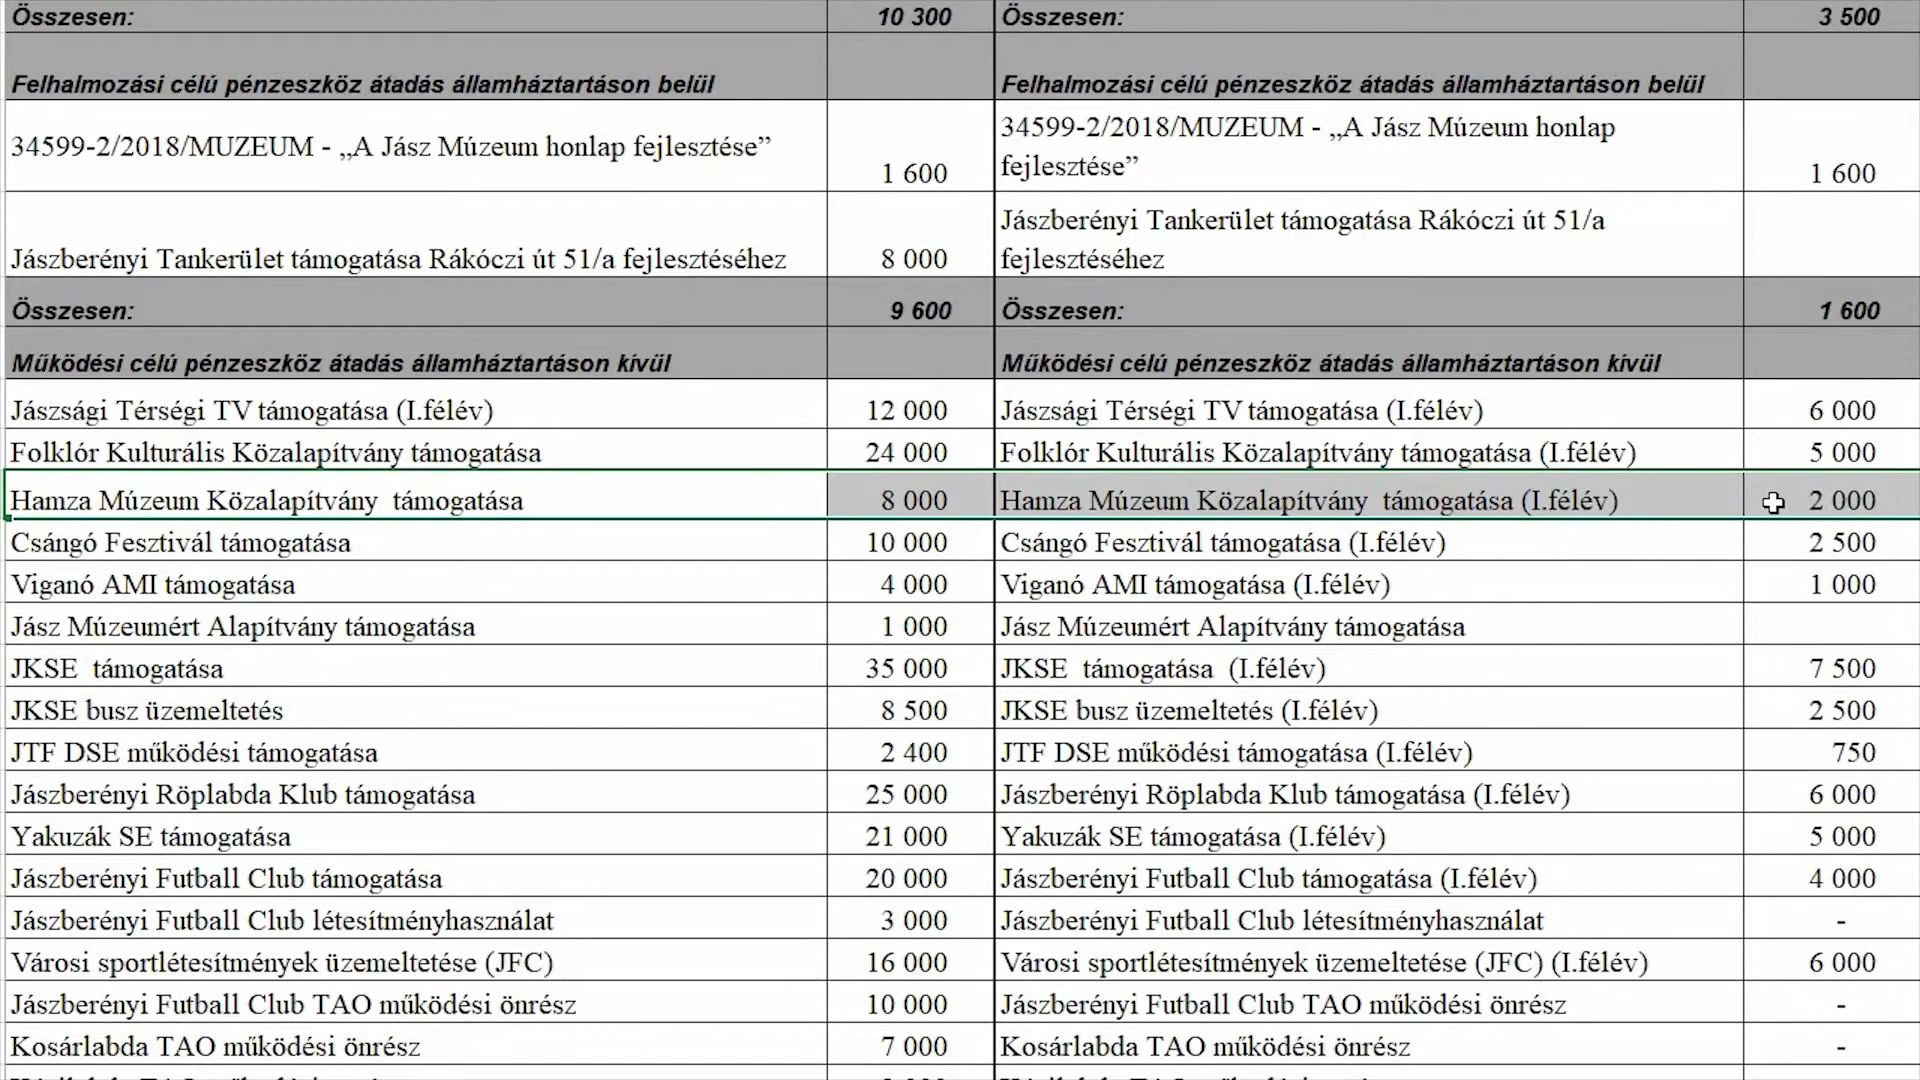 Összesen: 10 300 Összesen: 3 500
Felhalmozási célú pénzeszköz átadás államháztartáson belül Felhalmozási célú pénzeszköz átadás államháztartáson belül
34599-2/2018/MUZEUM - „A Jász Múzeum honlap fejlesztése” 1 600 34599-2/2018/MUZEUM - „A Jász Múzeum honlap
fejlesztése” 1 600
Jászberényi Tankerület támogatása Rákóczi út 51/a fejlesztéséhez 8 000 Jászberényi Tankerület támogatása Rákóczi út 51/a
fejlesztéséhez
Összesen: 9 600 Összesen: 1 600
Működési célú pénzeszköz átadás államháztartáson kívül Működési célú pénzeszköz átadás államháztartáson kívül
Jászsági Térségi TV támogatása (I.félév) 12 000 Jászsági Térségi TV támogatása (I.félév) 6 000
Folklór Kulturális Közalapítvány támogatása 24 000 Folklór Kulturális Közalapítvány támogatása (I.félév) 5 000
Hamza Múzeum Közalapítvány  támogatása 8 000 Hamza Múzeum Közalapítvány  támogatása (I.félév) 2 000
Csángó Fesztivál támogatása 10 000 Csángó Fesztivál támogatása (I.félév) 2 500
Viganó AMI támogatása 4 000 Viganó AMI támogatása (I.félév) 1 000
Jász Múzeumért Alapítvány támogatása 1 000 Jász Múzeumért Alapítvány támogatása
JKSE  támogatása 35 000 JKSE  támogatása  (I.félév) 7 500
JKSE busz üzemeltetés 8 500 JKSE busz üzemeltetés (I.félév) 2 500
JTF DSE működési támogatása 2 400 JTF DSE működési támogatása (I.félév) 750
Jászberényi Röplabda Klub támogatása 25 000 Jászberényi Röplabda Klub támogatása (I.félév) 6 000
Yakuzák SE támogatása 21 000 Yakuzák SE támogatása (I.félév) 5 000
Jászberényi Futball Club támogatása 20 000 Jászberényi Futball Club támogatása (I.félév) 4 000
Jászberényi Futball Club létesítményhasználat 3 000 Jászberényi Futball Club létesítményhasználat -
Városi sportlétesítmények üzemeltetése (JFC) 16 000 Városi sportlétesítmények üzemeltetése (JFC) (I.félév) 6 000
Jászberényi Futball Club TAO működési önrész 10 000 Jászberényi Futball Club TAO működési önrész -
Kosárlabda TAO működési önrész 7 000 Kosárlabda TAO működési önrész -